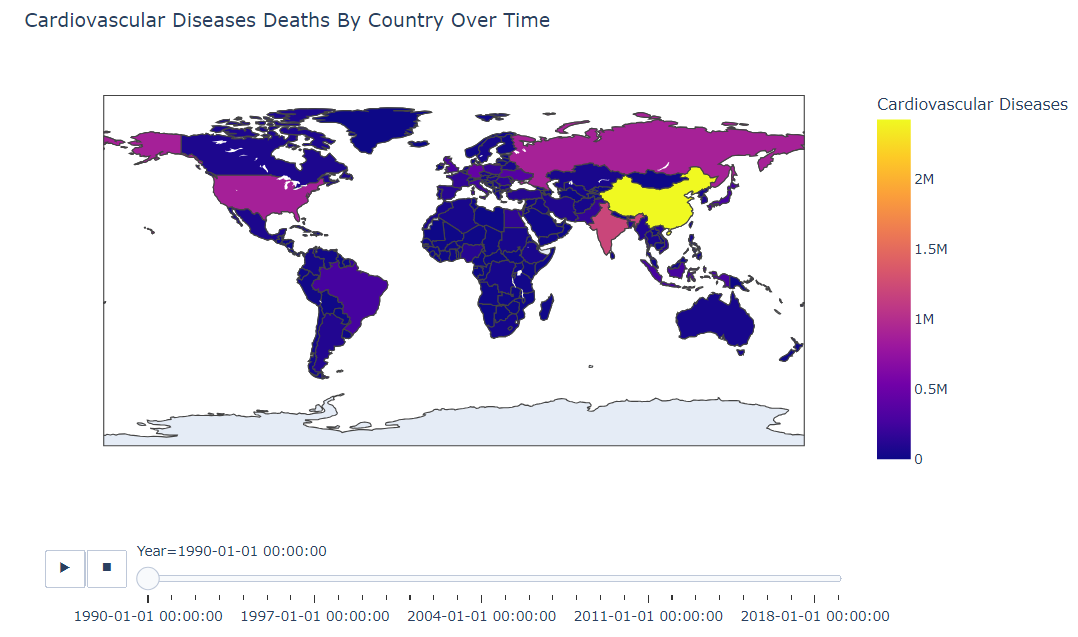 Cardiovascular Diseases Deaths By Country Over Time
Cardiovascular Diseases
2M
1.5M
1M
0.5M
0
Year=1990-01-01 00:00:00
1990-01-01 00:00:00 1997-01-01 00:00:00 2004-01-01 00:00:00 2011-01-01 00:00:00 2018-01-01 00:00:00